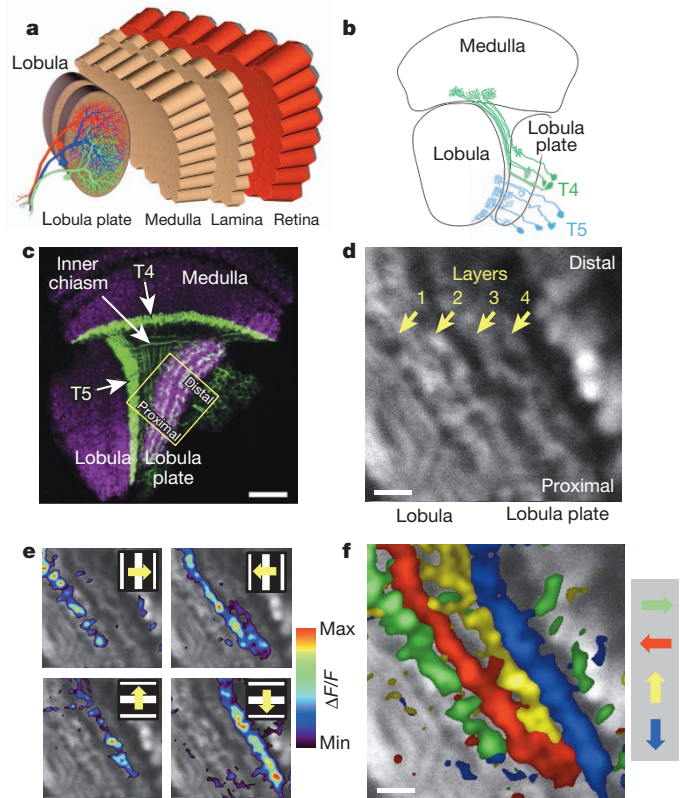 a
Lobula
Lobula plate Medulla Lamina Retina
b
Medulla
Lobula
Lobula
plate
T4
T5
c
Inner
chiasm
T4
Medulla
T5
Distal
Proximal
Lobula
Lobula
plate
d
Distal
Layers
1 2 3 4
Proximal
Lobula Lobula plate
e
Max
ΔF/F
Min
f